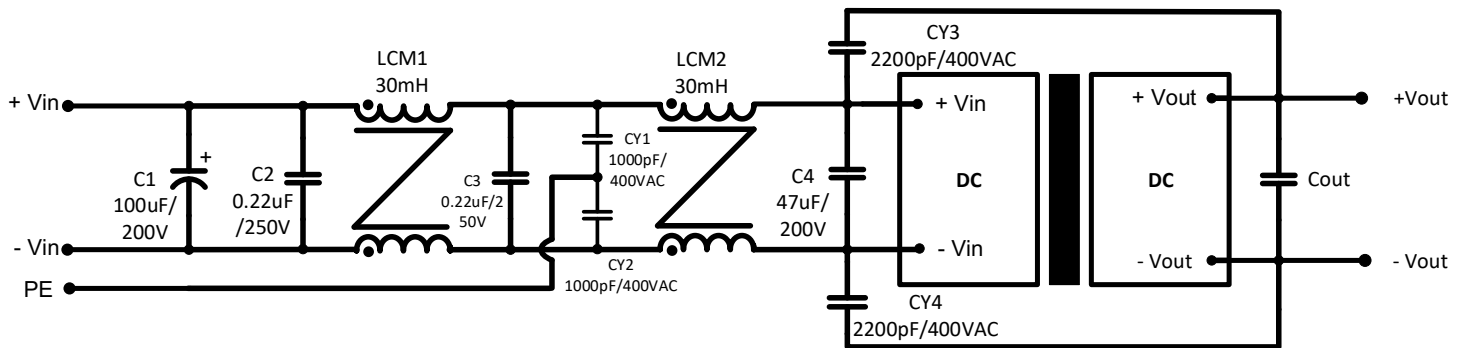 CY3
2200pF/400VAC
LCM1
30mH
LCM2
30mH
+ Vin
+ Vin
+ Vout
+Vout
+
C1
100uF/
200V
C2
0.22uF
/250V
C3
0.22uF/2
50V
CY1
1000pF/
400VAC
C4
47uF/
200V
DC
DC
Cout
- Vin
- Vin
- Vout
- Vout
PE
CY2
1000pF/400VAC
CY4
2200pF/400VAC